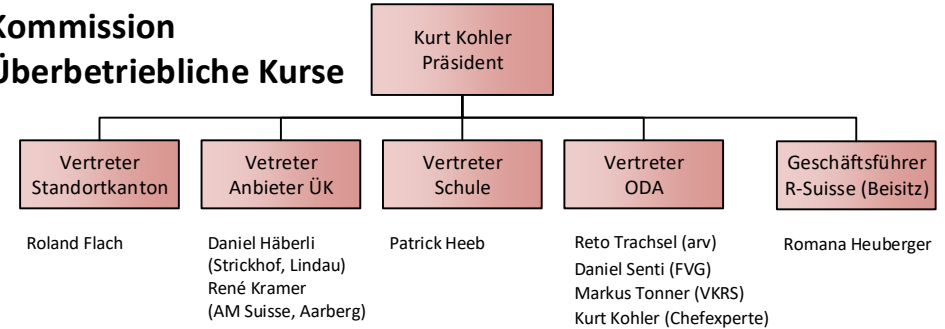 Kommission
Überbetriebliche Kurse
Kurt Kohler
Präsident
Vertreter
Standortkanton
Vetreter
Anbieter ÜK
Vertreter
Schule
Vertreter
ODA
Geschäftsführer
R-Suisse (Beisitz)
Roland Flach
Daniel Häberli
(Strickhof, Lindau)
René Kramer
(AM Suisse, Aarberg)
Patrick Heeb
Reto Trachsel (arv)
Daniel Senti (FVG)
Markus Tonner (VKRS)
Kurt Kohler (Chefexperte)
Romana Heuberger